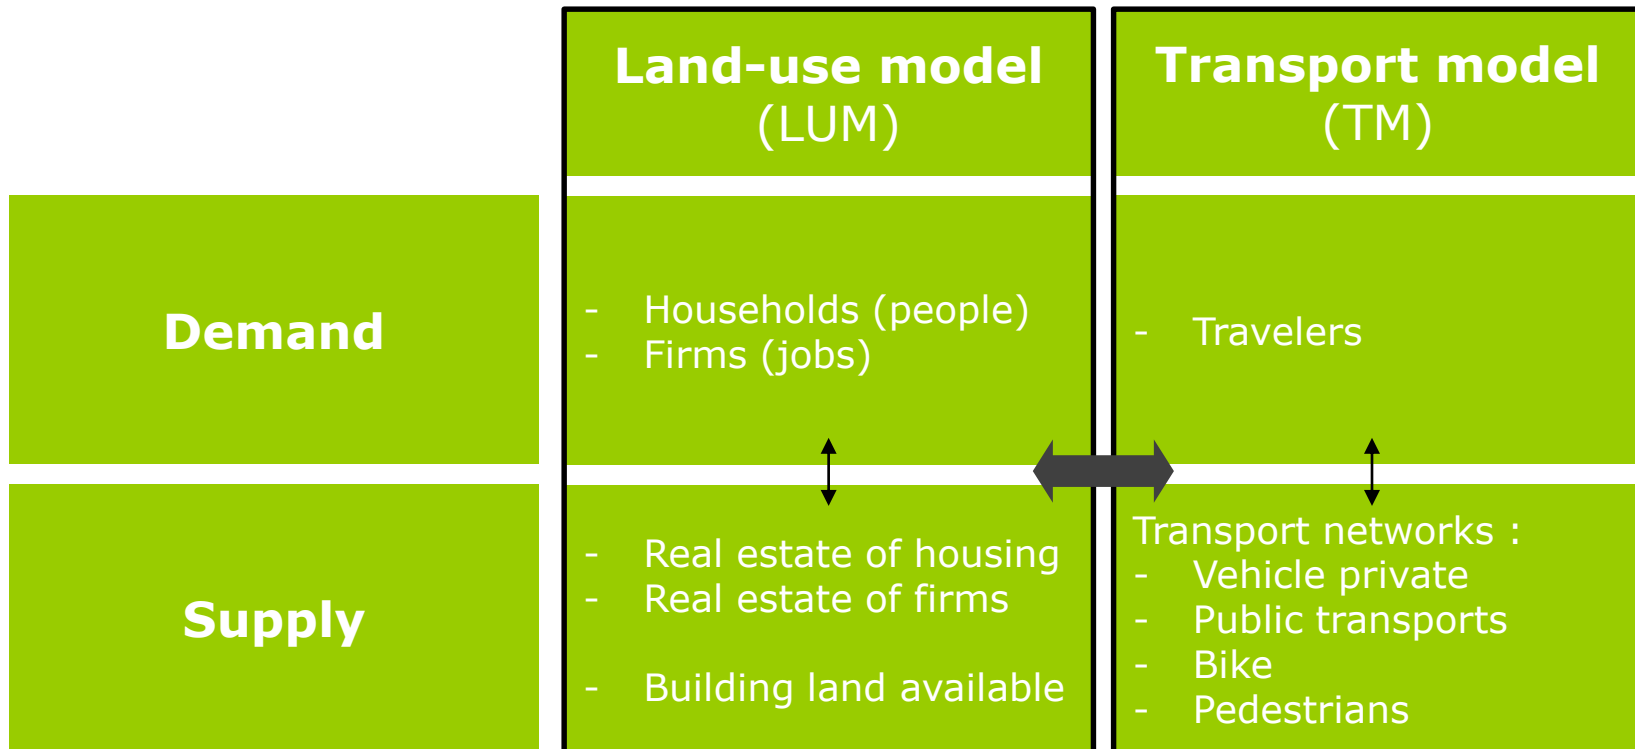 Land-use model
(LUM)
Transport model
(TM)
Demand
- Households (people)
- Firms (jobs)
- Travelers
Supply
- Real estate of housing
- Real estate of firms
- Building land available
Transport networks :
- Vehicle private
- Public transports
- Bike
- Pedestrians